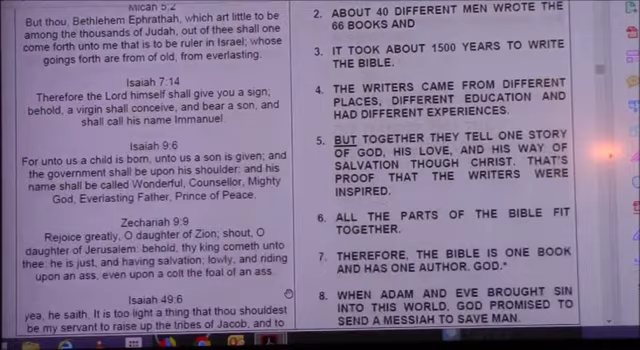 Micah 5:2
But thou, Bethlehem Ephrathah, which art little to be
among the thousands of Judah, out of thee shall one
come forth unto me that is to be ruler in Israel; whose
goings forth are from of old, from everlasting.
Isaiah 7:14
Therefore the Lord himself shall give you a sign;
behold, a virgin shall conceive, and bear a son, and
shall call his name Immanuel.
Isaiah 9:6
For unto us a child is born, unto us a son is given; and
the government shall be upon his shoulder; and his
name shall be called Wonderful, Counsellor, Mighty
God, Everlasting Father, Prince of Peace.
Zechariah 9:9
Rejoice greatly, O daughter of Zion; shout, O
daughter of Jerusalem: behold, thy king cometh unto
thee; he is just, and having salvation; lowly, and riding
upon an ass, even upon a colt the foal of an ass.
Isaiah 49:6
yea, he saith, It is too light a thing that thou shouldest
be my servant to raise up the tribes of Jacob, and to
2. ABOUT 40 DIFFERENT MEN WROTE THE
66 BOOKS AND
3. IT TOOK ABOUT 1500 YEARS TO WRITE
THE BIBLE.
4. THE WRITERS CAME FROM DIFFERENT
PLACES, DIFFERENT EDUCATION AND
HAD DIFFERENT EXPERIENCES.
5. BUT TOGETHER THEY TELL ONE STORY
OF GOD, HIS LOVE, AND HIS WAY OF
SALVATION THOUGH CHRIST. THAT'S
PROOF THAT THE WRITERS WERE
INSPIRED.
6. ALL THE PARTS OF THE BIBLE FIT
TOGETHER.
7. THEREFORE, THE BIBLE IS ONE BOOK
AND HAS ONE AUTHOR. GOD.*
8. WHEN ADAM AND EVE BROUGHT SIN
INTO THIS WORLD, GOD PROMISED TO
SEND A MESSIAH TO SAVE MAN.